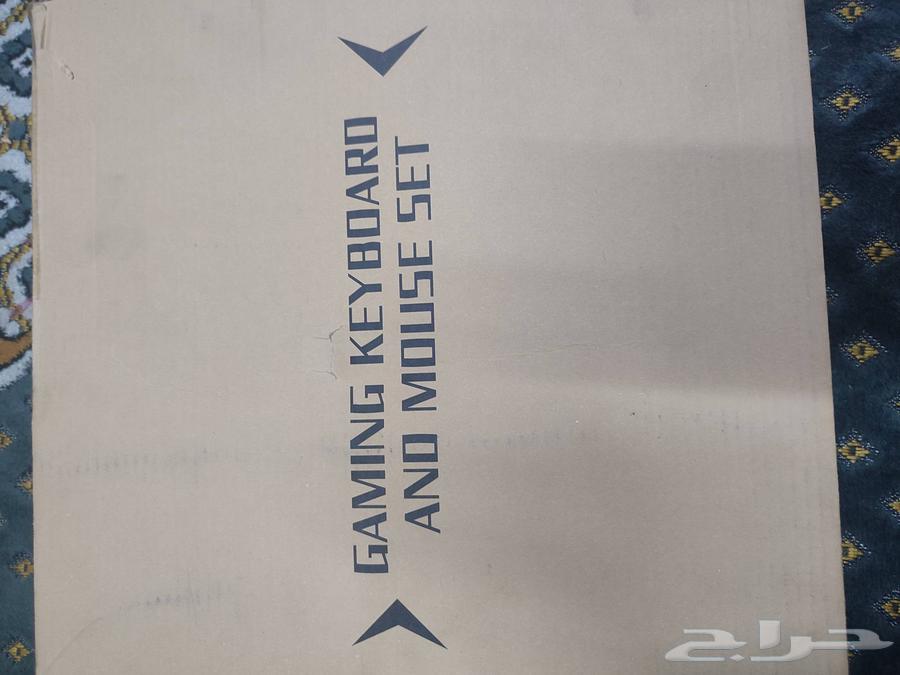 GAMING KEYBOARD
AND MOUSE SET
حراج